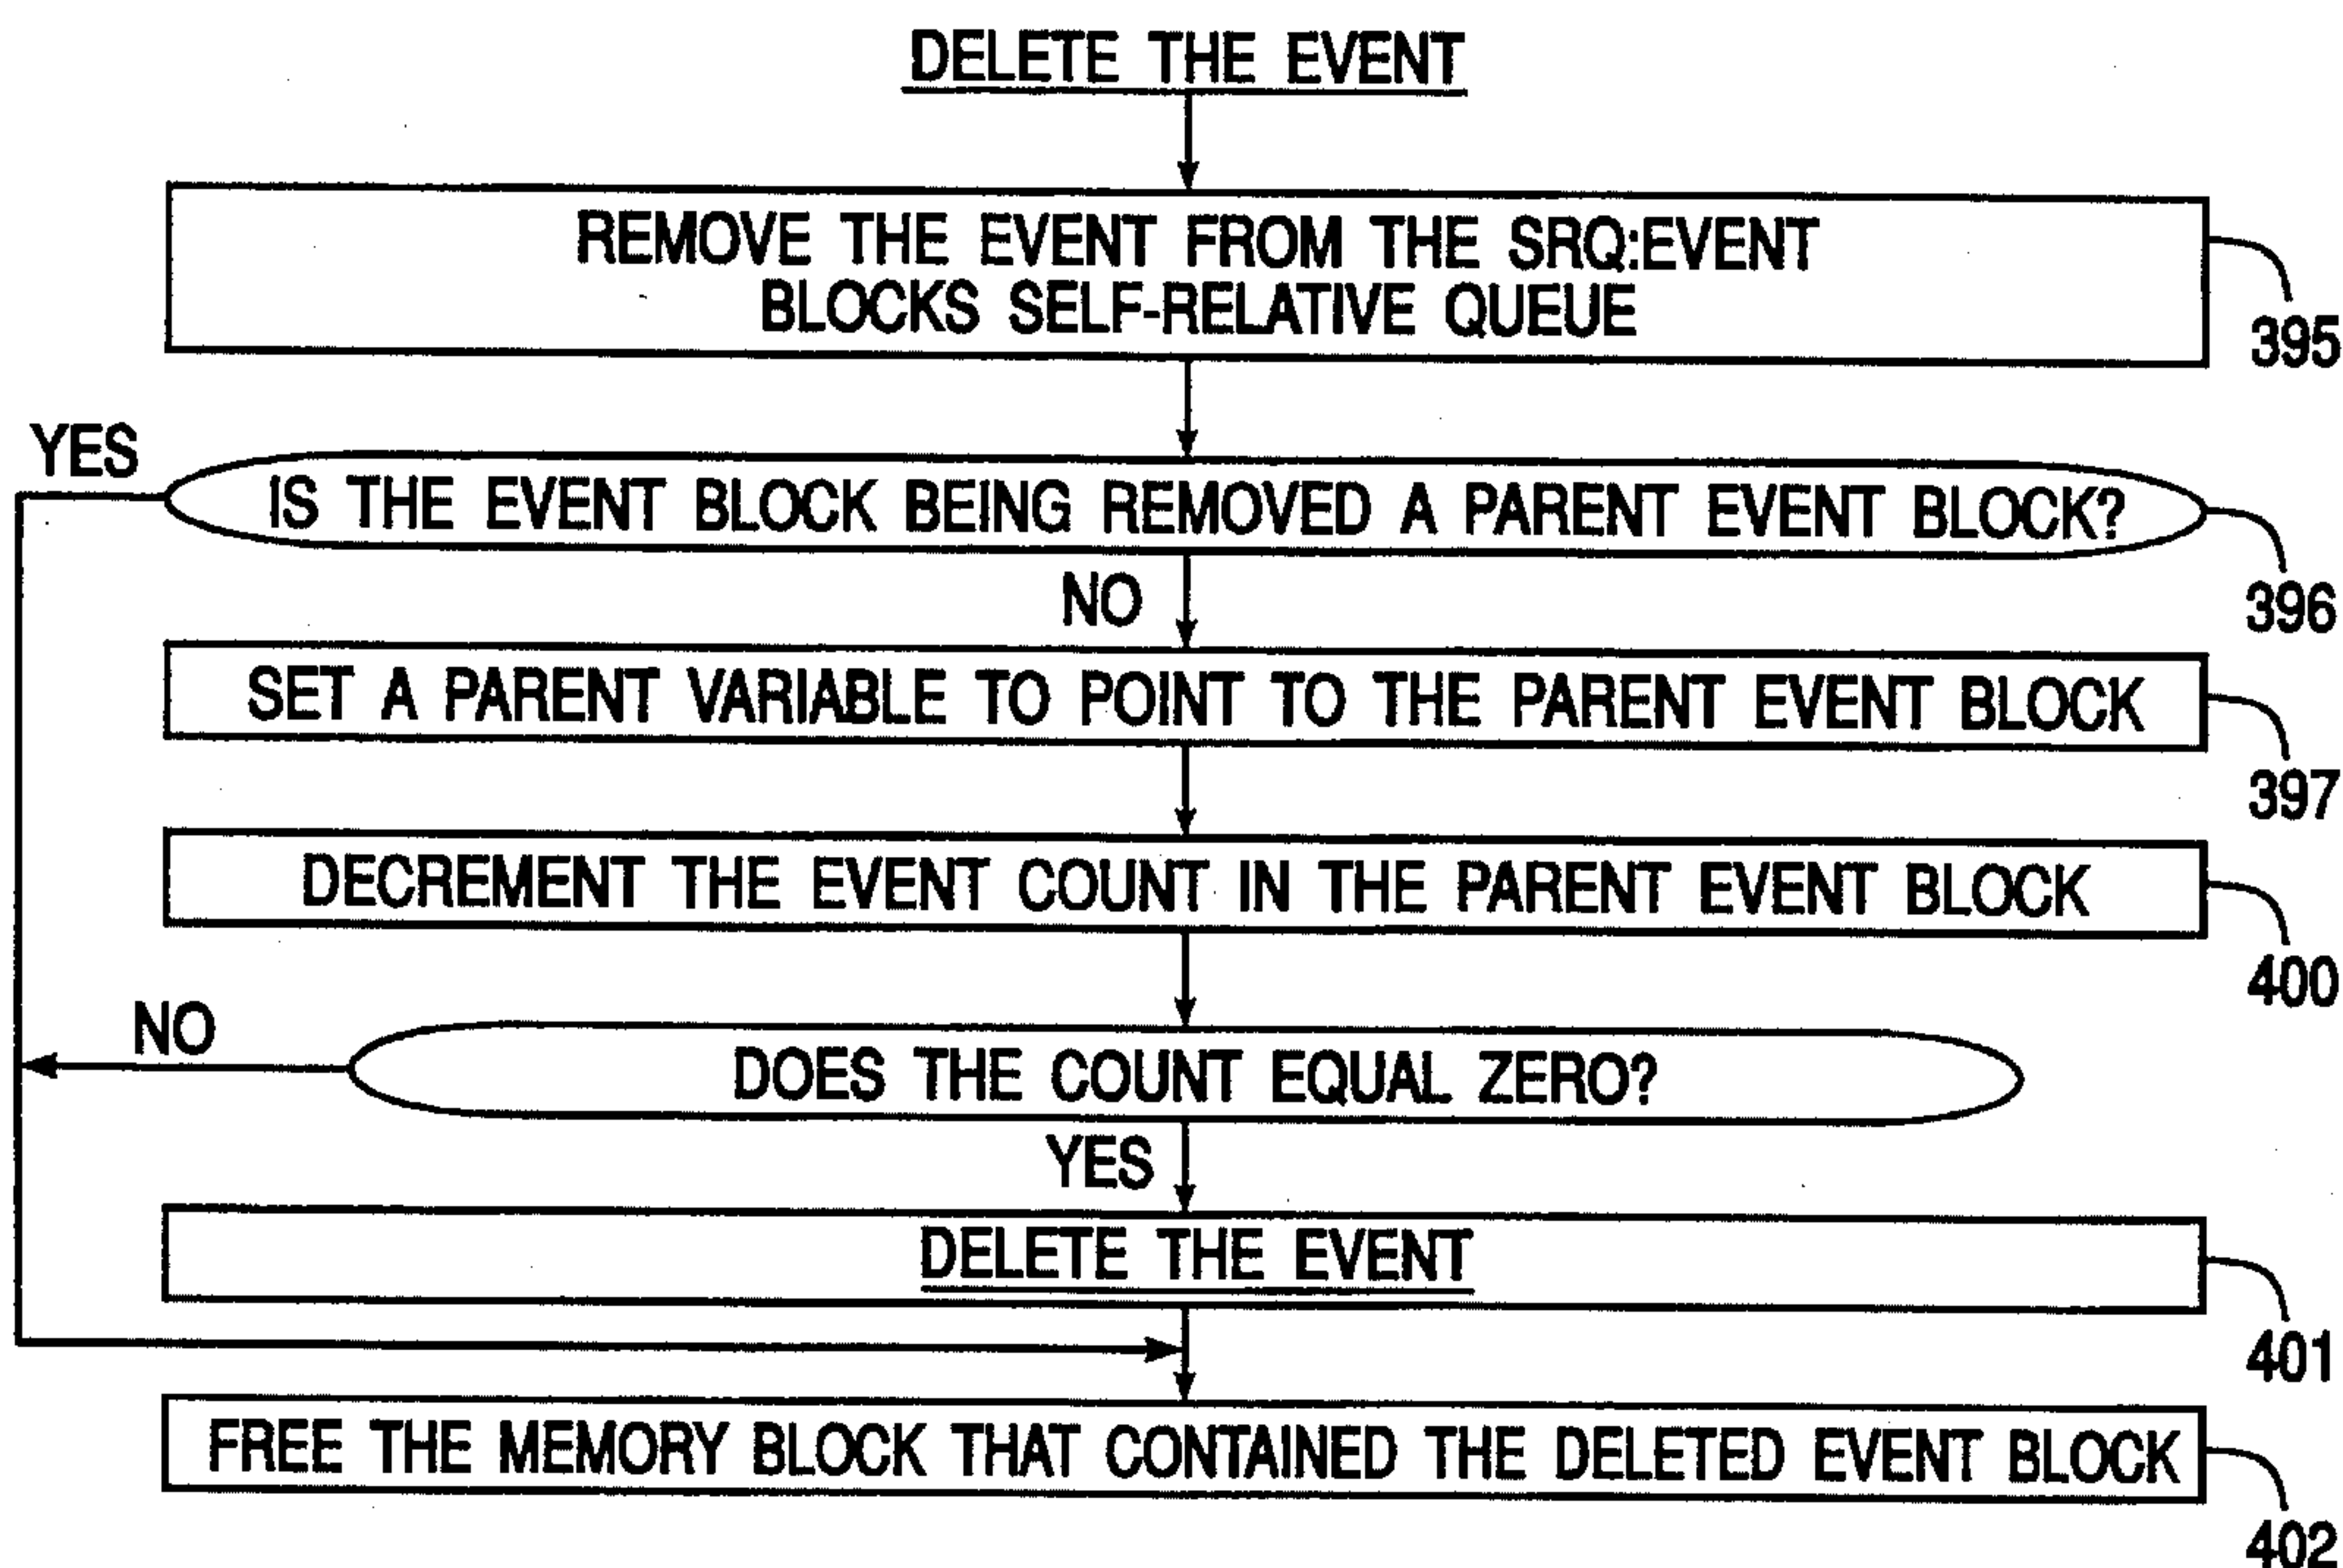 DELETE THE EVENT
REMOVE THE EVENT FROM THE SRQ:EVENT
BLOCKS SELF-RELATIVE QUEUE
395
YES
IS THE EVENT BLOCK BEING REMOVED A PARENT EVENT BLOCK?
396
NO
SET A PARENT VARIABLE TO POINT TO THE PARENT EVENT BLOCK
397
DECREMENT THE EVENT COUNT IN THE PARENT EVENT BLOCK
400
NO
DOES THE COUNT EQUAL ZERO?
YES
DELETE THE EVENT
401
FREE THE MEMORY BLOCK THAT CONTAINED THE DELETED EVENT BLOCK
402